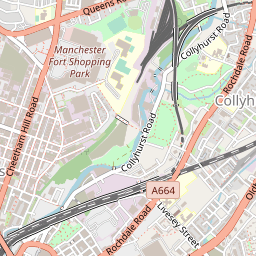 Queens R
Manchester
Fort Shopping
Park
Collyhurst Road
Rochdale Road
Collyh
Cheetham Hill Road
Collyhurst Road
A664
Rochdale Road
Livesey Street
Old